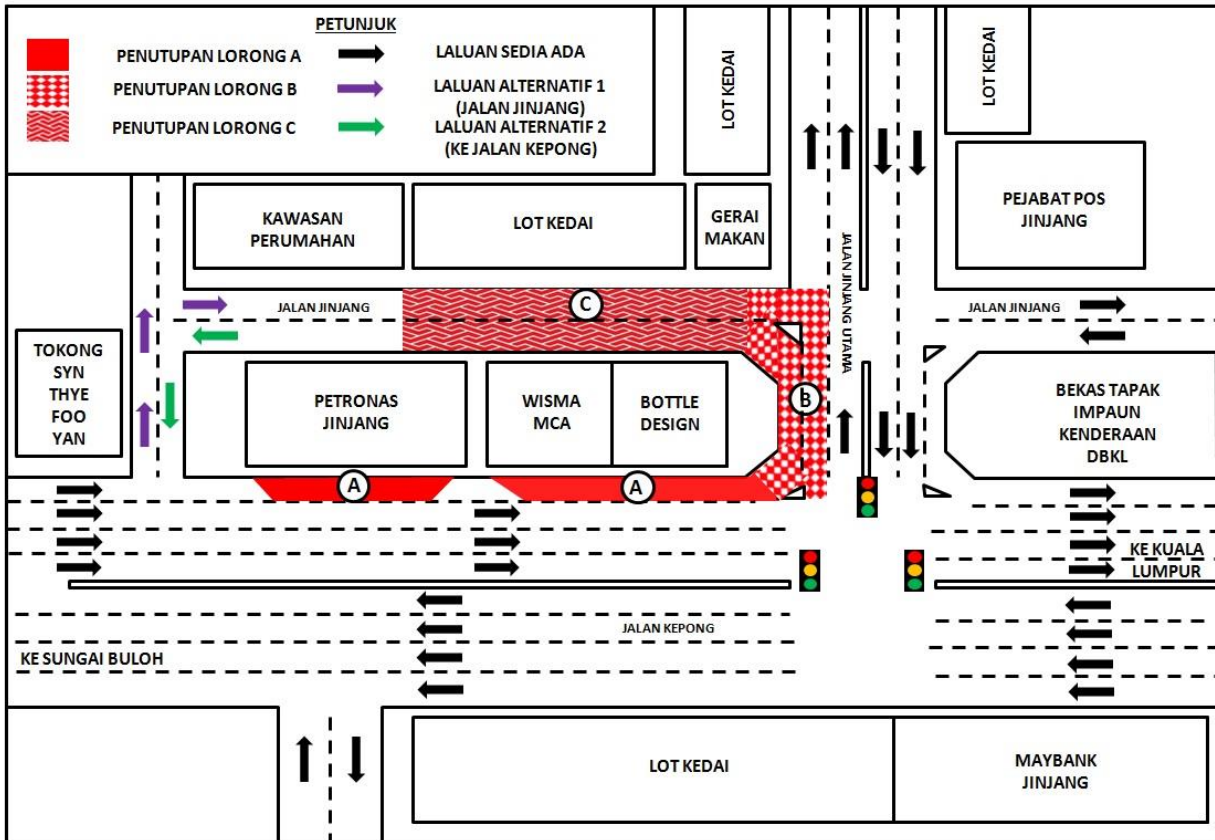 PETUNJUK
PENUTUPAN LORONG A
LALUAN SEDIA ADA
PENUTUPAN LORONG B
LALUAN ALTERNATIF 1
(JALAN JINJANG)
PENUTUPAN LORONG C
LALUAN ALTERNATIF 2
(KE JALAN KEPONG)
LOT KEDAI
LOT KEDAI
PEJABAT POS
JINJANG
KAWASAN
PERUMAHAN
LOT KEDAI
GERAI
MAKAN
JALAN JINJANG UTAMA
JALAN JINJANG
C
JALAN JINJANG
TOKONG
SYN
THYE
FOO
YAN
PETRONAS
JINJANG
WISMA
MCA
BOTTLE
DESIGN
B
BEKAS TAPAK
IMPAUN
KENDERAAN
DBKL
A
A
KE KUALA
LUMPUR
JALAN KEPONG
KE SUNGAI BULOH
LOT KEDAI
MAYBANK
JINJANG